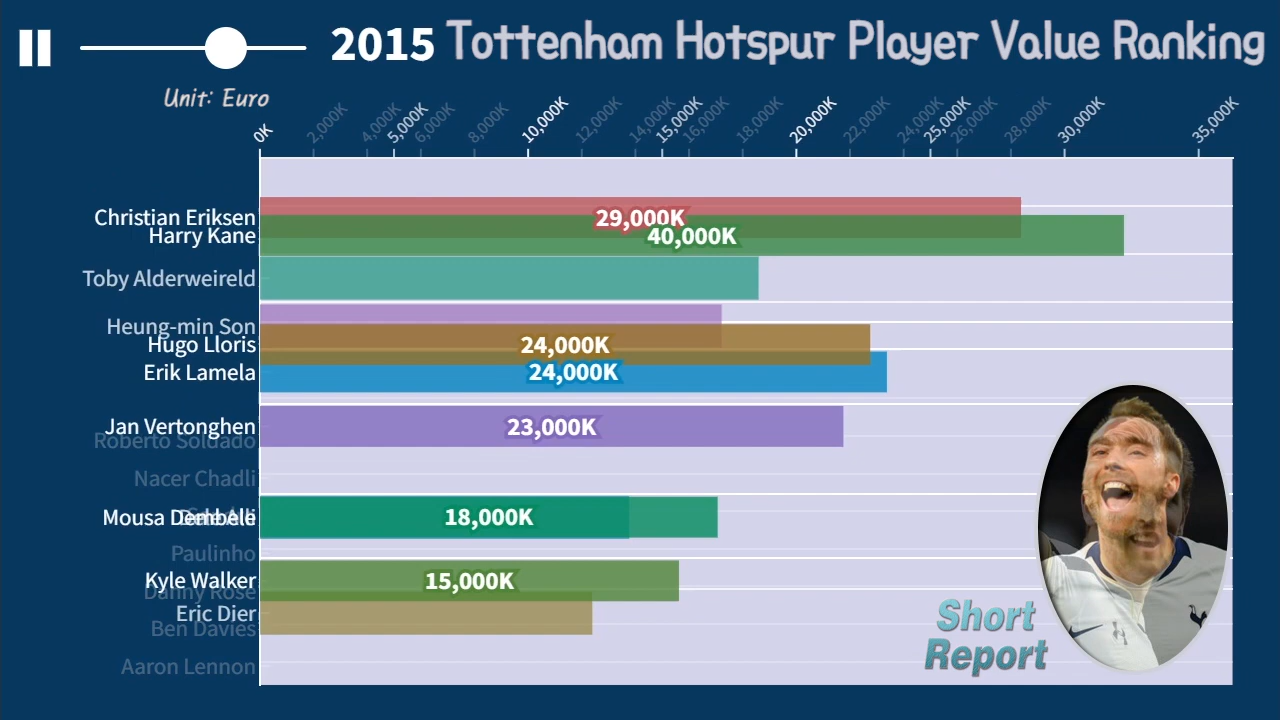 2015 Tottenham Hotspur Player Value Ranking
Unit: Euro
0K 2,000K 4,000K 5,000K 6,000K 8,000K 10,000K 12,000K 14,000K 15,000K 16,000K 18,000K 20,000K 22,000K 24,000K 25,000K 26,000K 28,000K 30,000K 35,000K
Christian Eriksen 29,000K
Harry Kane 40,000K
Toby Alderweireld
Heung-min Son
Hugo Lloris 24,000K
Erik Lamela 24,000K
Jan Vertonghen 23,000K
Roberto Soldado
Nacer Chadli
Mousa Dembele 18,000K
Paulinho
Kyle Walker 15,000K
Danny Rose
Eric Dier
Ben Davies
Aaron Lennon
Short
Report